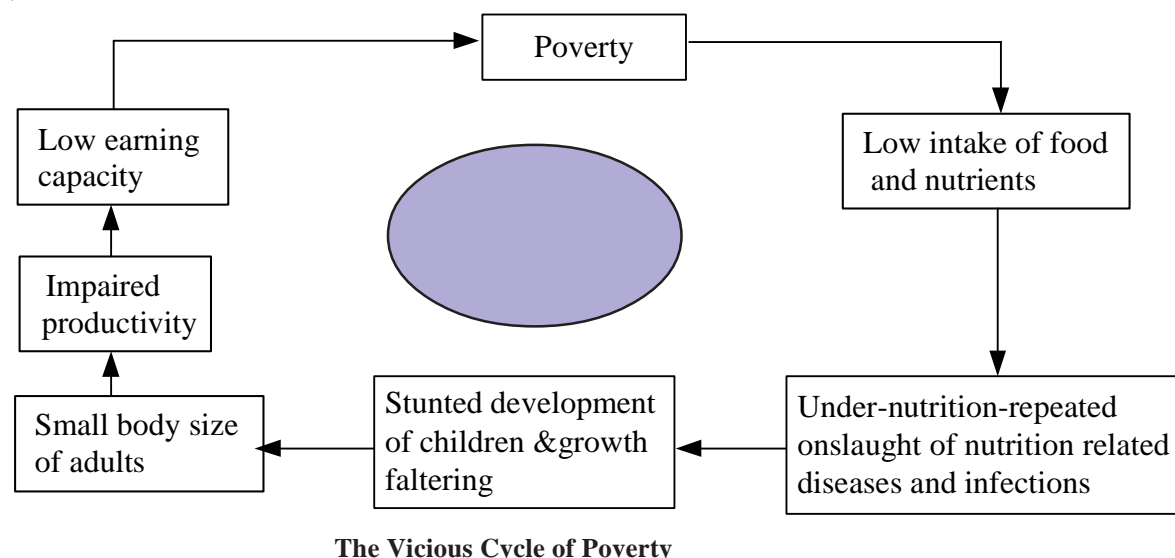 Poverty
Low intake of food
and nutrients
Under-nutrition-repeated
onslaught of nutrition related
diseases and infections
Stunted development
of children &growth
faltering
Small body size
of adults
Impaired
productivity
Low earning
capacity
The Vicious Cycle of Poverty